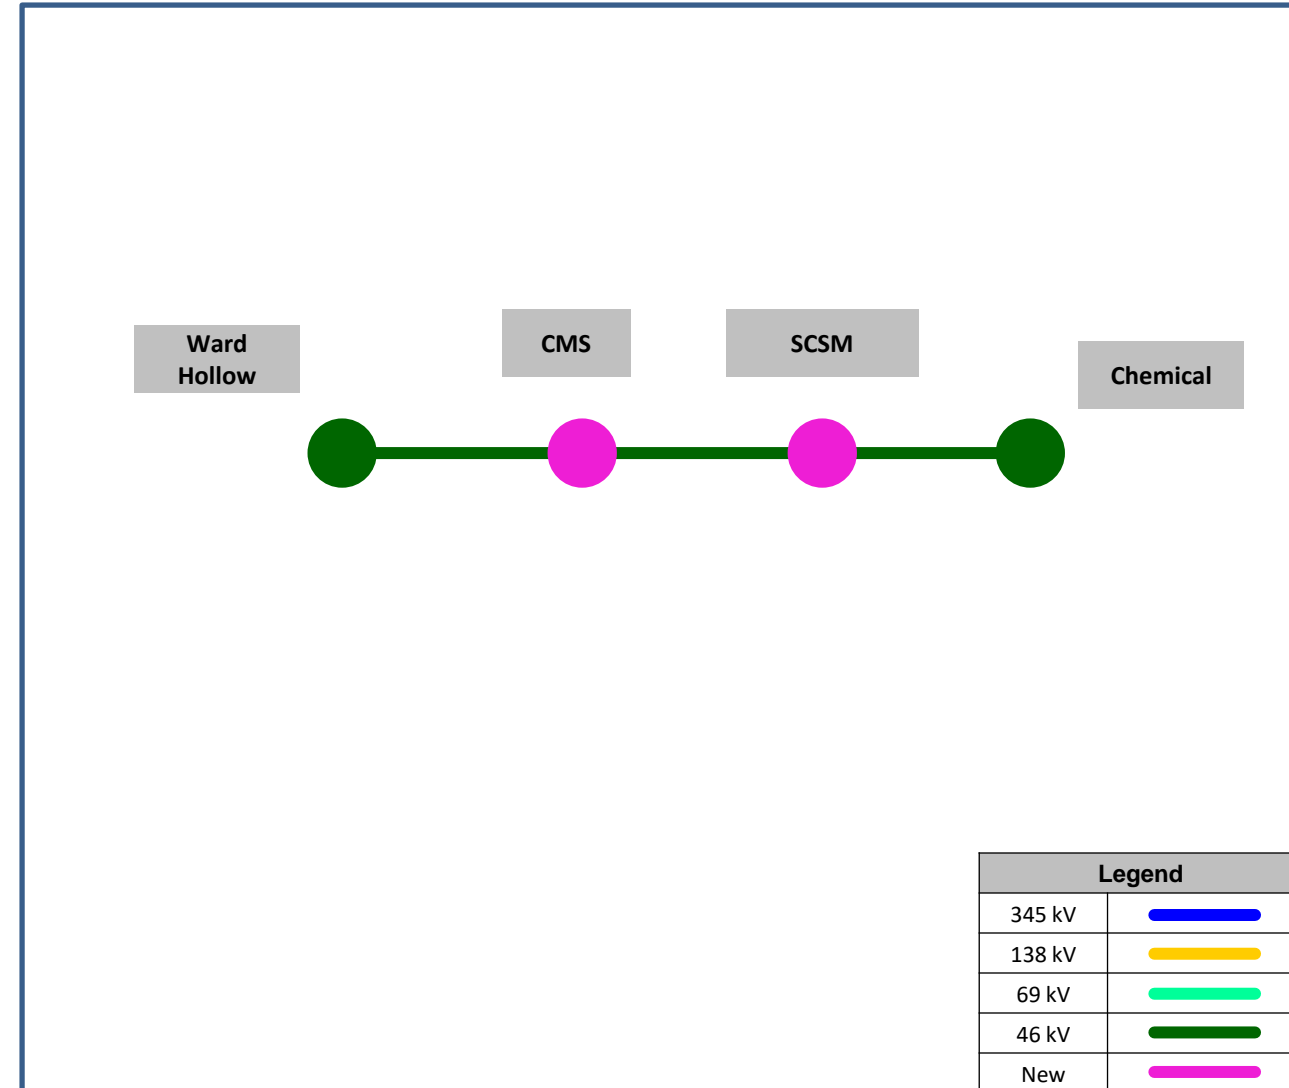 Ward
Hollow
CMS
SCSM
Chemical
Legend
345 kV
138 kV
69 kV
46 kV
New